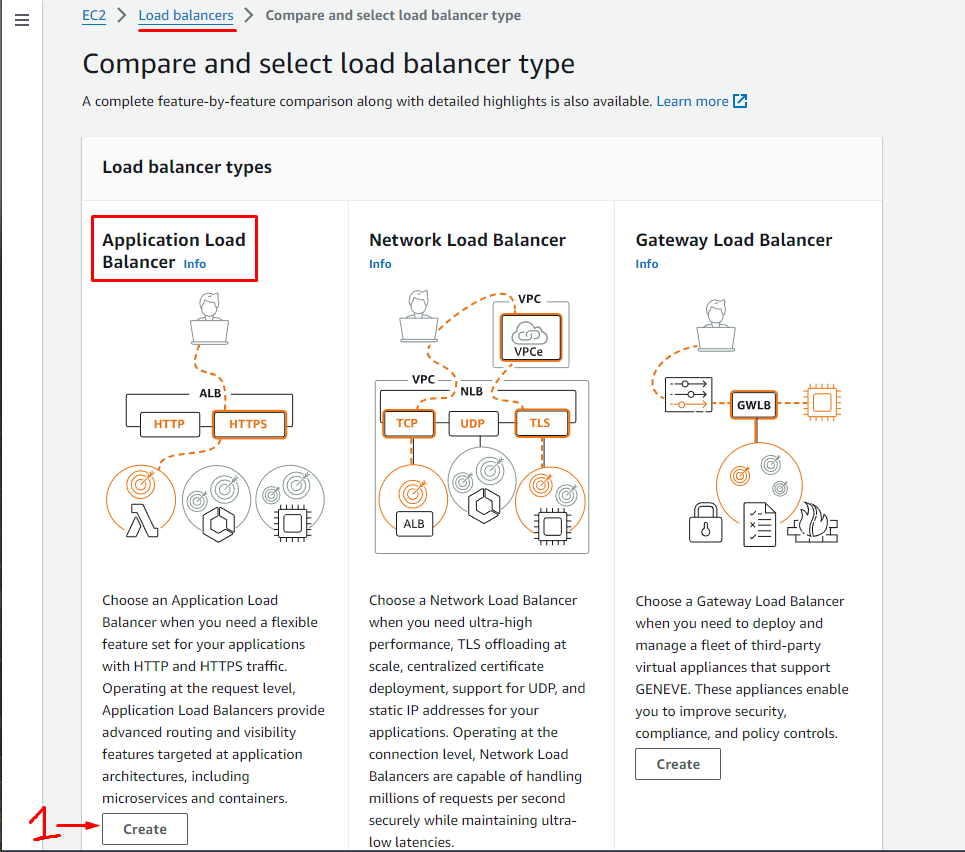 EC2 > Load balancers > Compare and select load balancer type
Compare and select load balancer type
A complete feature-by-feature comparison along with detailed highlights is also available. Learn more
Load balancer types
Application Load
Balancer Info
ALB
HTTP
HTTPS
Choose an Application Load
Balancer when you need a flexible
feature set for your applications
with HTTP and HTTPS traffic.
Operating at the request level,
Application Load Balancers provide
advanced routing and visibility
features targeted at application
architectures, including
microservices and containers.
1
Create
Network Load Balancer
Info
VPC
VPCe
VPC
NLB
TCP
UDP
TLS
ALB
Choose a Network Load Balancer
when you need ultra-high
performance, TLS offloading at
scale, centralized certificate
deployment, support for UDP, and
static IP addresses for your
applications. Operating at the
connection level, Network Load
Balancers are capable of handling
millions of requests per second
securely while maintaining ultra-
low latencies.
Gateway Load Balancer
Info
GWLB
Choose a Gateway Load Balancer
when you need to deploy and
manage a fleet of third-party
virtual appliances that support
GENEVE. These appliances enable
you to improve security,
compliance, and policy controls.
Create